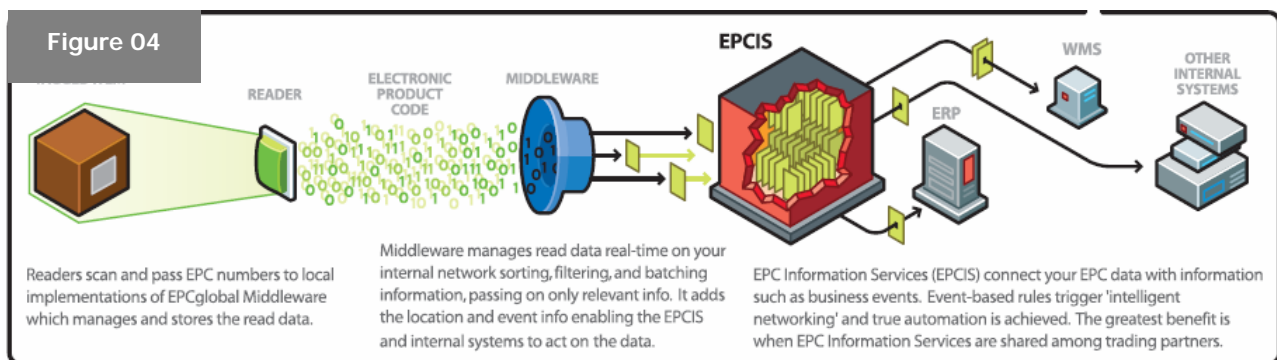 Figure 04
READER
ELECTRONIC
PRODUCT
CODE
MIDDLEWARE
EPCIS
WMS
OTHER
INTERNAL
SYSTEMS
ERP
Readers scan and pass EPC numbers to local
implementations of EPCglobal Middleware
which manages and stores the read data.
Middleware manages read data real-time on your
internal network sorting, filtering, and batching
information, passing on only relevant info. It adds
the location and event info enabling the EPCIS
and internal systems to act on the data.
EPC Information Services (EPCIS) connect your EPC data with information
such as business events. Event-based rules trigger 'intelligent
networking' and true automation is achieved. The greatest benefit is
when EPC Information Services are shared among trading partners.